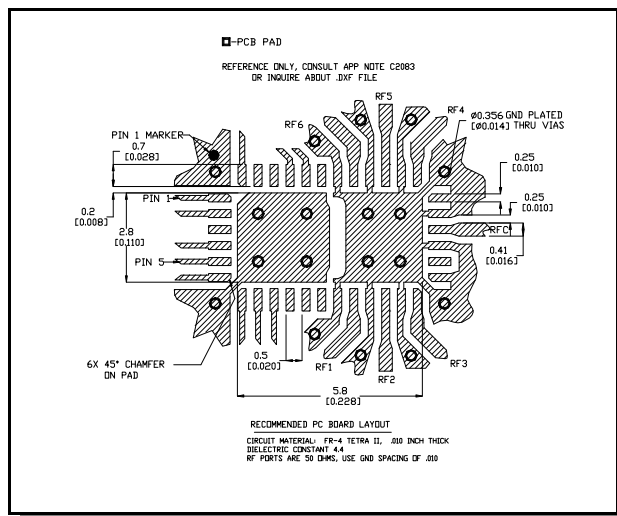 -PCB PAD
REFERENCE ONLY, CONSULT APP NOTE C2083
OR INQUIRE ABOUT .DXF FILE
RF5
RF4
RF6
Ø0.356 GND PLATED
[Ø0.014] THRU VIAS
PIN 1 MARKER
0.7
[0.028]
0.25
[0.010]
PIN 1
0.25
[0.010]
0.2
[0.008]
2.8
[0.110]
RFC
0.41
[0.016]
PIN 5
0.5
[0.020]
RF1
RF2
RF3
6X 45° CHAMFER
ON PAD
5.8
[0.228]
RECOMMENDED PC BOARD LAYOUT
CIRCUIT MATERIAL: FR-4 TETRA II, .010 INCH THICK
DIELECTRIC CONSTANT 4.4
RF PORTS ARE 50 OHMS, USE GND SPACING OF .010